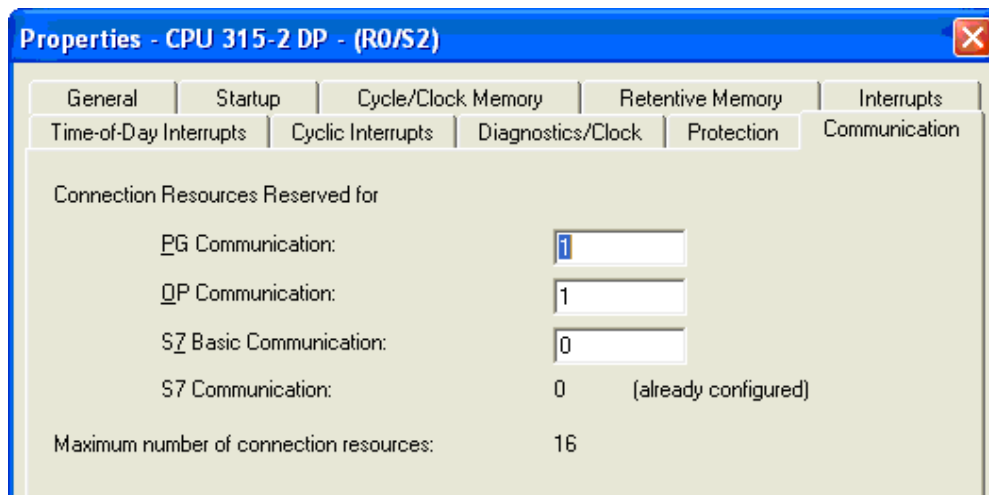 Properties - CPU 315-2 DP - (R0/S2)
General Startup Cycle/Clock Memory Retentive Memory Interrupts
Time-of-Day Interrupts Cyclic Interrupts Diagnostics/Clock Protection Communication
Connection Resources Reserved for
PG Communication: 1
OP Communication: 1
S7 Basic Communication: 0
S7 Communication: 0 (already configured)
Maximum number of connection resources: 16